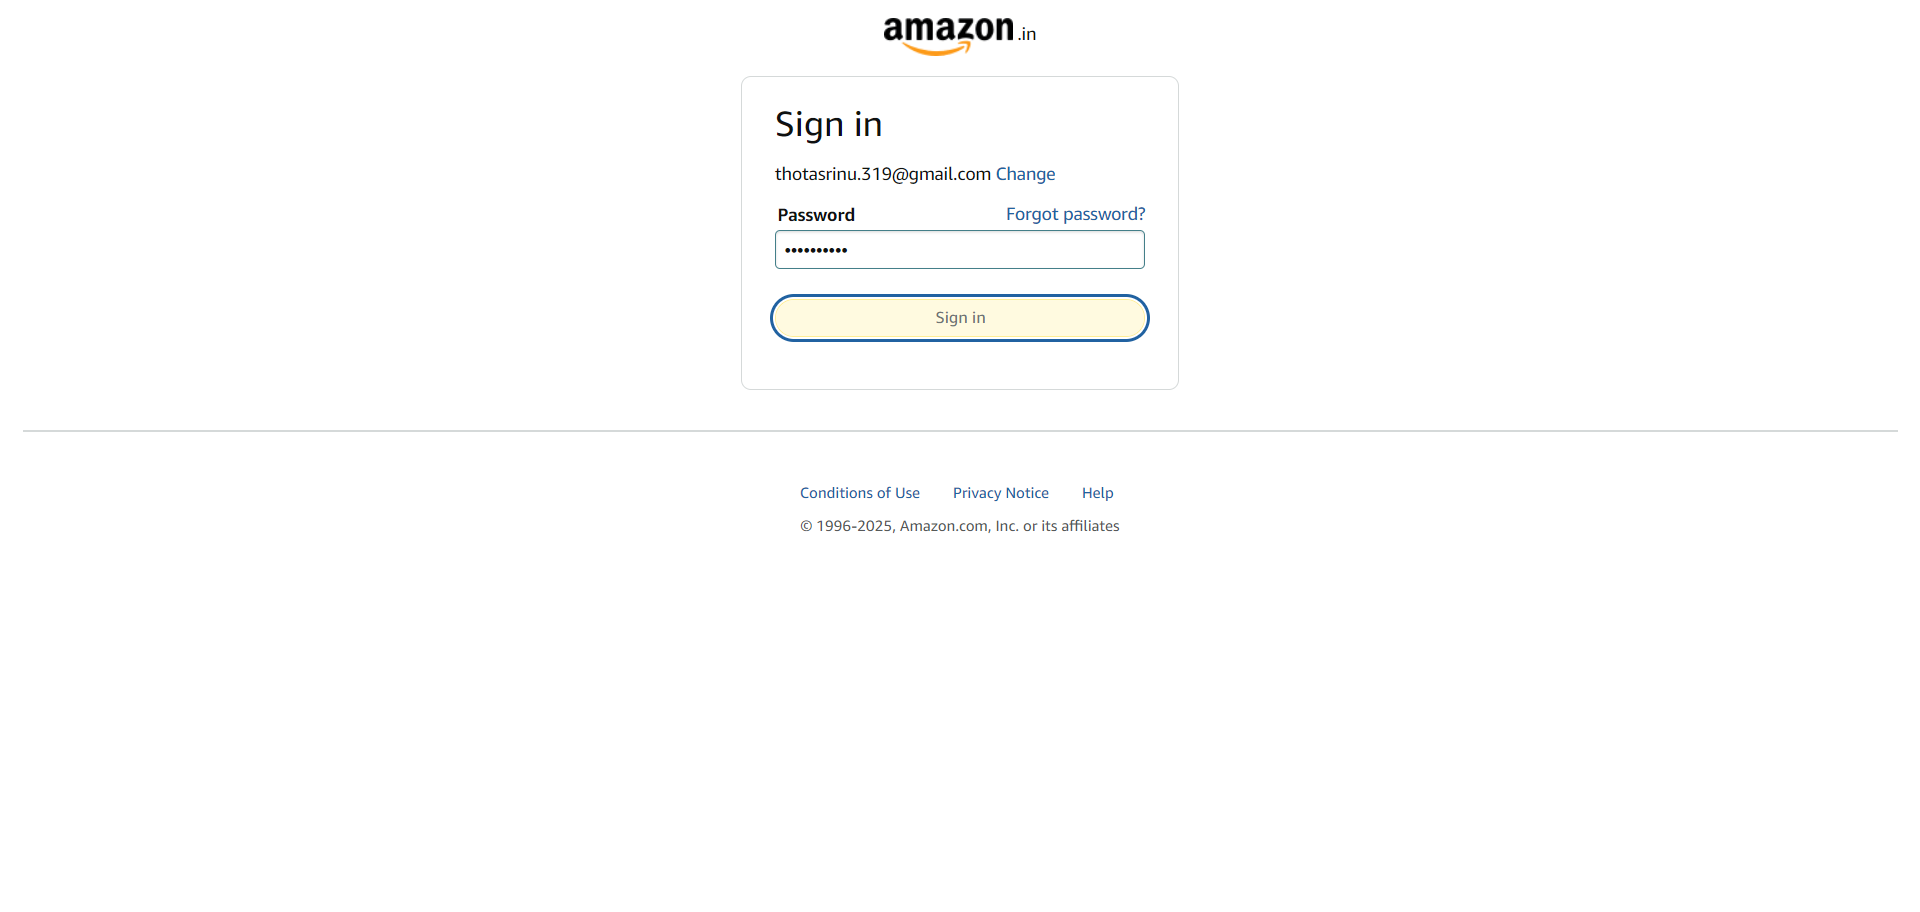 amazon.in
Sign in
thotasrinu.319@gmail.com Change
Password Forgot password?
••••••••••
Sign in
Conditions of Use Privacy Notice Help
© 1996-2025, Amazon.com, Inc. or its affiliates